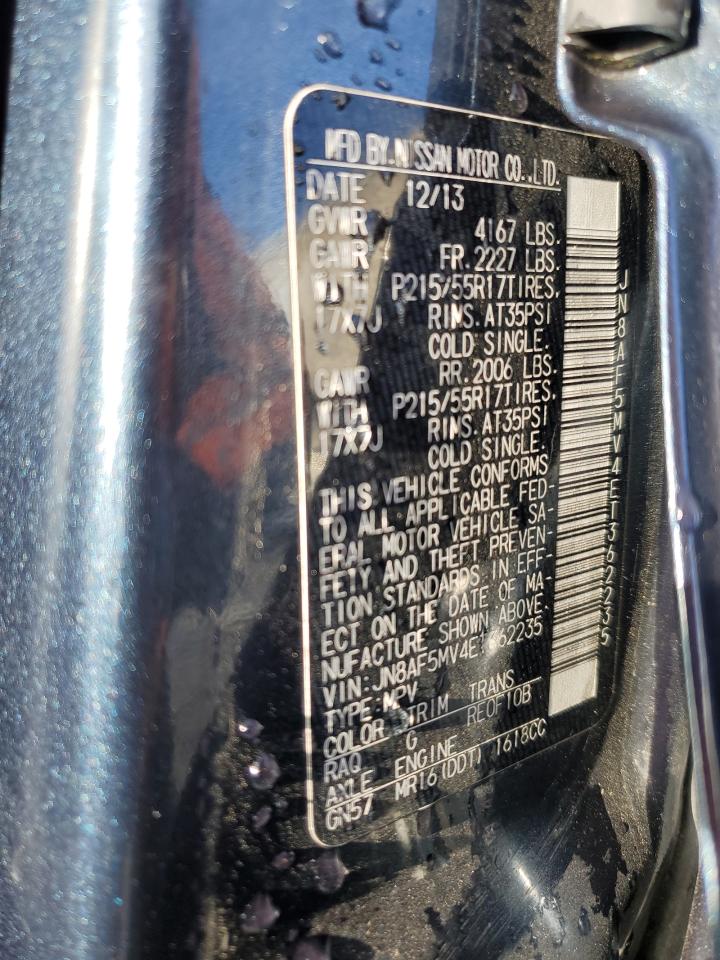 MFD BY.NISSAN MOTOR CO.,LTD.
DATE 12/13
GVWR 4167 LBS.
GAWR FR. 2227 LBS.
WITH P215/55R17TIRES.
17X7J RIMS. AT35PSI
COLD SINGLE.
GAWR RR. 2006 LBS.
WITH P215/55R17TIRES.
17X7J RIMS. AT35PSI
COLD SINGLE.
THIS VEHICLE CONFORMS
TO ALL APPLICABLE FED-
ERAL MOTOR VEHICLE SA-
FETY AND THEFT PREVEN-
TION STANDARDS IN EFF-
ECT ON THE DATE OF MA-
NUFACTURE SHOWN ABOVE.
VIN:JN8AF5MV4ET362235
TYPE:MPV
COLOR TRIM TRANS
RAQ G RE0F10B
AXLE ENGINE
GN57 MR16(DDT) 1618CC
JN8AF5MV4ET362235